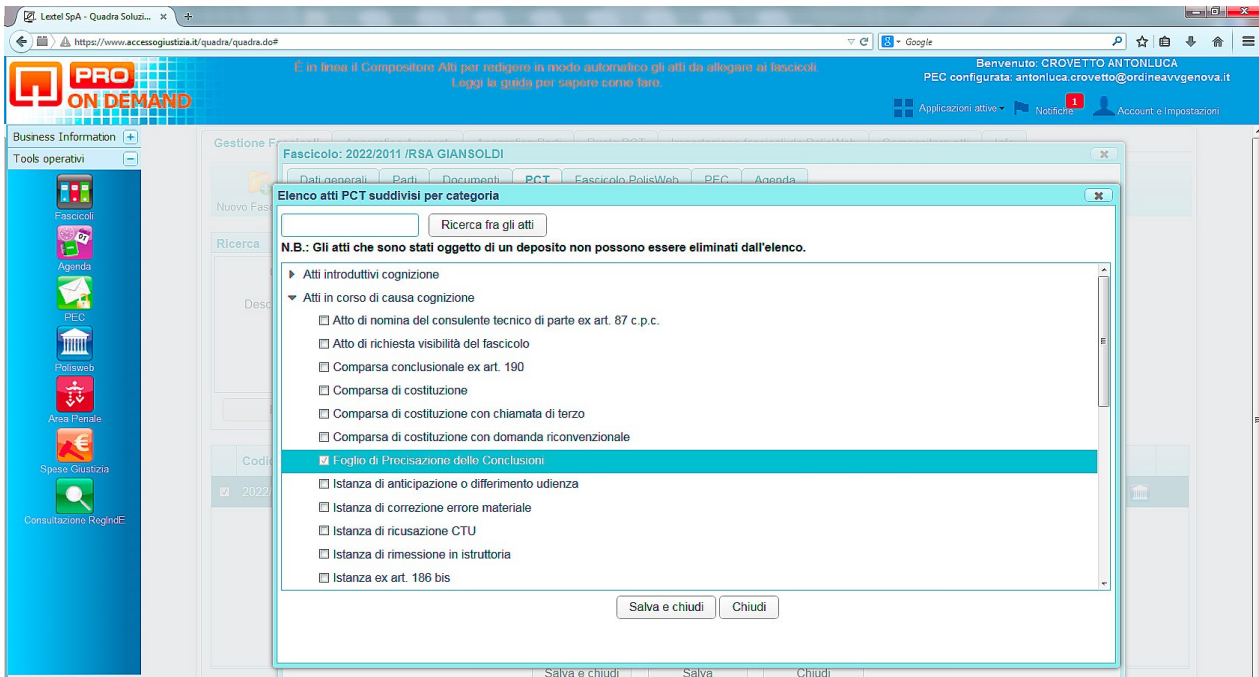 Lextel SpA - Quadra Soluzi...
https://www.accessogiustizia.it/quadra/quadra.do#
Google
PRO
ON DEMAND
È in linea il Compositore Atti per redigere in modo automatico gli atti da allegare ai fascicoli.
Leggi la guida per sapere come fare.
Benvenuto: CROVETTO ANTONLUCA
PEC configurata: antonluca.crovetto@ordineavvgenova.it
Applicazioni attive
Notifiche
1
Account e Impostazioni
Business Information
Tools operativi
Fascicoli
Agenda
PEC
Polisweb
Area Penale
Spese Giustizia
Consultazione RegIndE
Gestione F
Nuovo Fasc
Ricerca
Desc
Codic
2022/
Fascicolo: 2022/2011 /RSA GIANSOLDI
Dati generali Parti Documenti PCT Fascicolo PolisWeb PEC Agenda
Elenco atti PCT suddivisi per categoria
Ricerca fra gli atti
N.B.: Gli atti che sono stati oggetto di un deposito non possono essere eliminati dall'elenco.
Atti introduttivi cognizione
Atti in corso di causa cognizione
Atto di nomina del consulente tecnico di parte ex art. 87 c.p.c.
Atto di richiesta visibilità del fascicolo
Comparsa conclusionale ex art. 190
Comparsa di costituzione
Comparsa di costituzione con chiamata di terzo
Comparsa di costituzione con domanda riconvenzionale
Foglio di Precisazione delle Conclusioni
Istanza di anticipazione o differimento udienza
Istanza di correzione errore materiale
Istanza di ricusazione CTU
Istanza di rimessione in istruttoria
Istanza ex art. 186 bis
Salva e chiudi Chiudi
Salva e chiudi Salva Chiudi